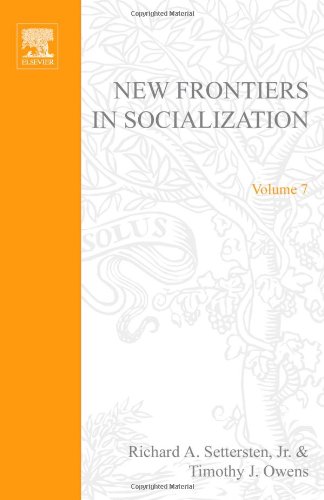 ELSEVIER
NEW FRONTIERS
IN SOCIALIZATION
Volume 7
SOLUS
Richard A. Settersten, Jr. &
Timothy J. Owens